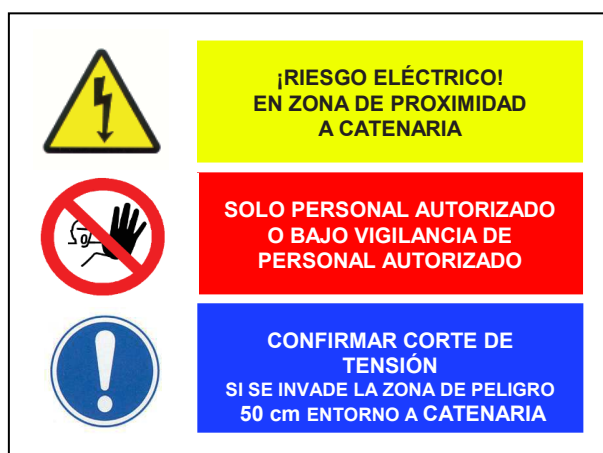 ¡RIESGO ELÉCTRICO!
EN ZONA DE PROXIMIDAD
A CATENARIA
SOLO PERSONAL AUTORIZADO
O BAJO VIGILANCIA DE
PERSONAL AUTORIZADO
CONFIRMAR CORTE DE
TENSIÓN
SI SE INVADE LA ZONA DE PELIGRO
50 cm ENTORNO A CATENARIA